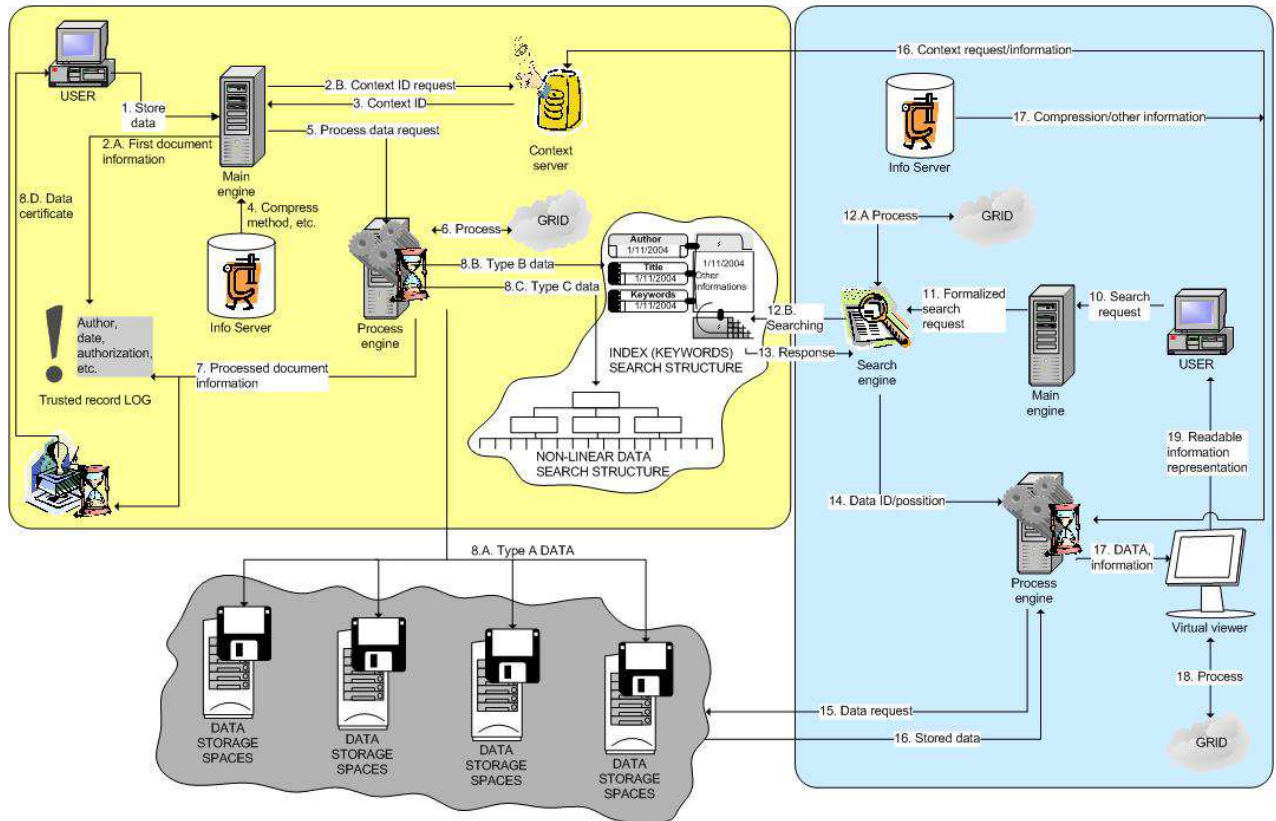 USER
1. Store
data
2.A. First document
information
Main
engine
2.B. Context ID request
3. Context ID
5. Process data request
Context
server
8.D. Data
certificate
4. Compress
method, etc.
Info Server
6. Process
GRID
8.B. Type B data
8.C. Type C data
Process
engine
Author
1/11/2004
Title
1/11/2004
Keywords
1/11/2004
1/11/2004
Other
informations
INDEX (KEYWORDS)
SEARCH STRUCTURE
NON-LINEAR DATA
SEARCH STRUCTURE
Author,
date,
authorization,
etc.
Trusted record LOG
7. Processed document
information
8.A. Type A DATA
DATA
STORAGE
SPACES
DATA
STORAGE
SPACES
DATA
STORAGE
SPACES
DATA
STORAGE
SPACES
16. Context request/information
Info Server
17. Compression/other information
12.A Process
GRID
11. Formalized
search
request
10. Search
request
12.B.
Searching
13. Response
Search
engine
Main
engine
USER
19. Readable
information
representation
14. Data ID/possition
Process
engine
17. DATA,
information
Virtual viewer
18. Process
GRID
15. Data request
16. Stored data